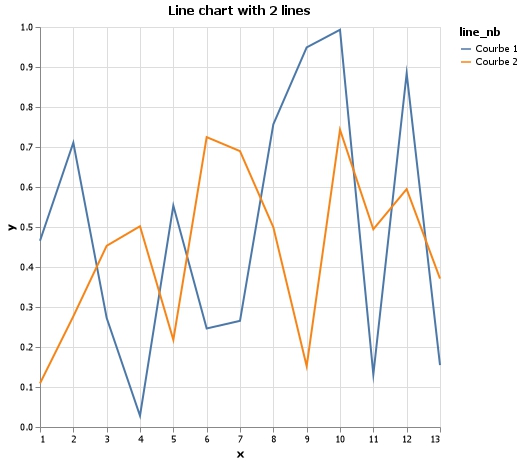 Line chart with 2 lines
line_nb
Courbe 1
Courbe 2
y
1.0
0.9
0.8
0.7
0.6
0.5
0.4
0.3
0.2
0.1
0.0
1 2 3 4 5 6 7 8 9 10 11 12 13
x